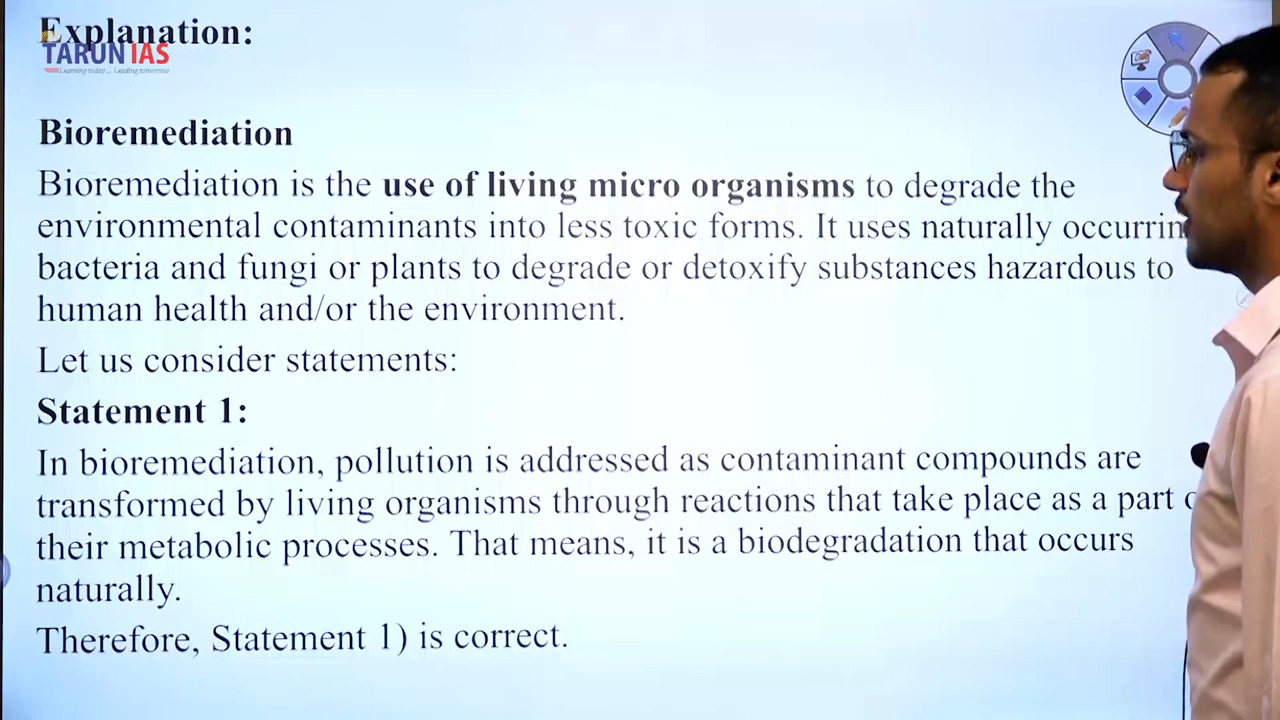 Explanation:
TARUN IAS
Learning today... Leading tomorrow
Bioremediation
Bioremediation is the use of living micro organisms to degrade the
environmental contaminants into less toxic forms. It uses naturally
bacteria and fungi or plants to degrade or detoxify substances hazardous to
human health and/or the environment.
Let us consider statements:
Statement 1:
In bioremediation, pollution is addressed as contaminant compounds are
transformed by living organisms through reactions that take place as a part
their metabolic processes. That means, it is a biodegradation that occurs
naturally.
Therefore, Statement 1) is correct.